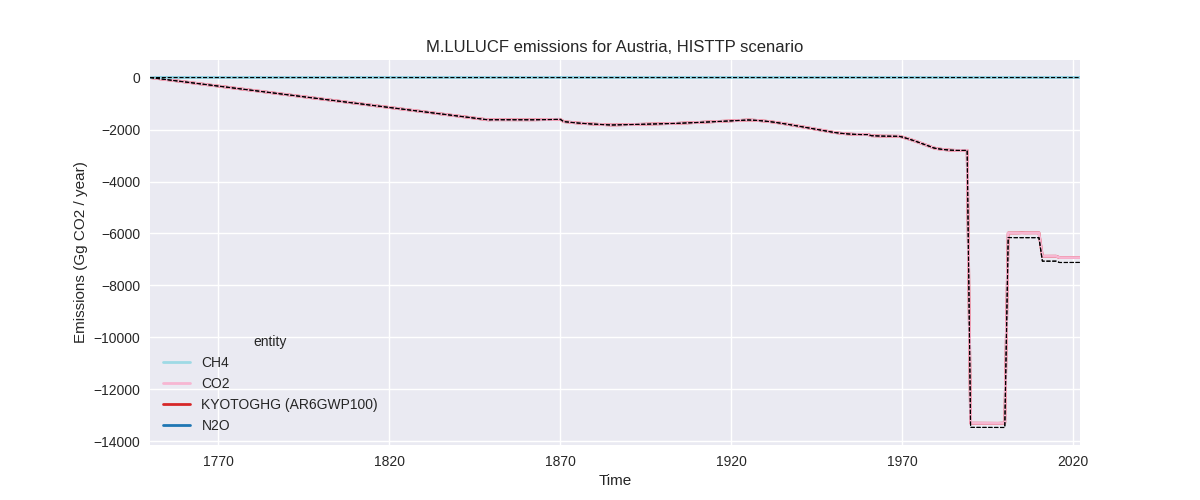 M.LULUCF emissions for Austria, HISTTP scenario
Emissions (Gg CO2 / year)
0
−2000
−4000
−6000
−8000
−10000
−12000
−14000
entity
CH4
CO2
KYOTOGHG (AR6GWP100)
N2O
1770 1820 1870 1920 1970 2020
Time